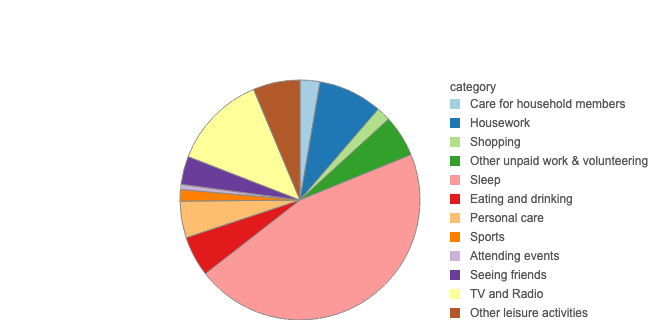 category
Care for household members
Housework
Shopping
Other unpaid work & volunteering
Sleep
Eating and drinking
Personal care
Sports
Attending events
Seeing friends
TV and Radio
Other leisure activities